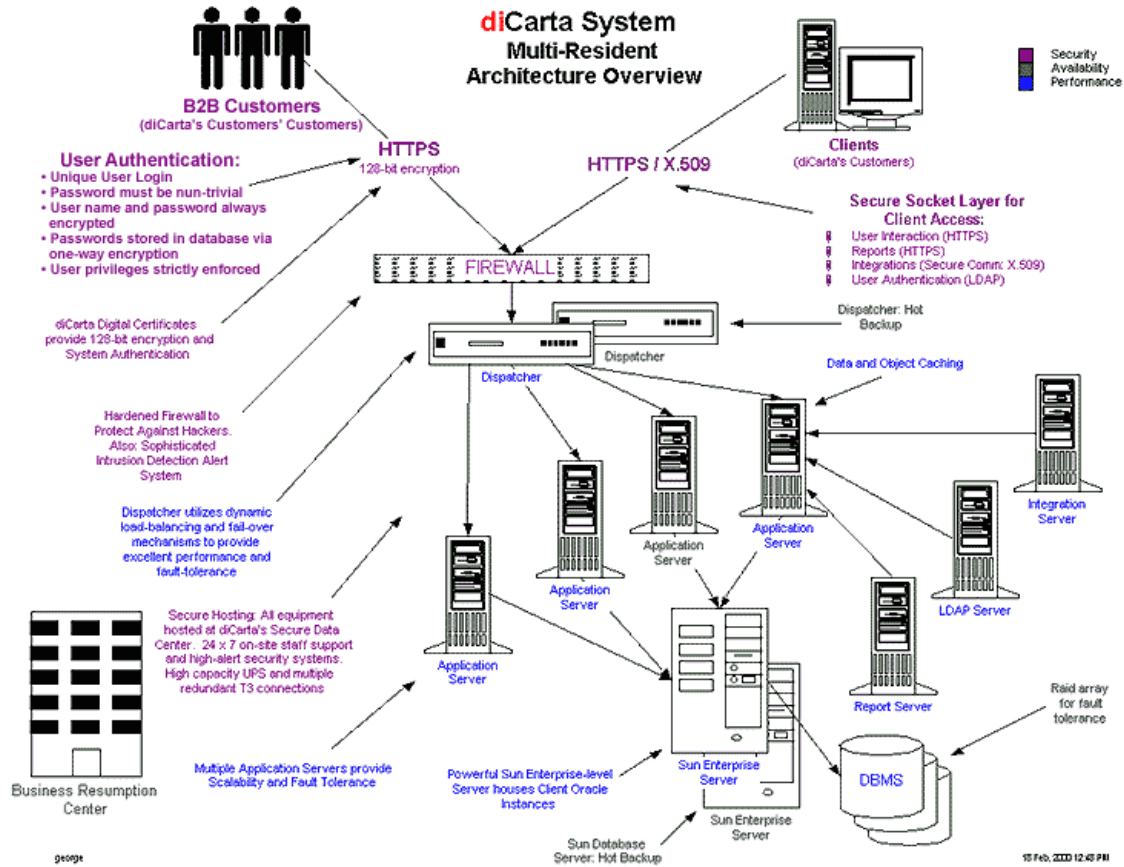 diCarta System
Multi-Resident
Architecture Overview
Security
Availability
Performance
B2B Customers
(diCarta's Customers' Customers)
HTTPS
128-bit encryption
HTTPS / X.509
Clients
(diCarta's Customers)
User Authentication:
• Unique User Login
• Password must be nun-trivial
• User name and password always
encrypted
• Passwords stored in database via
one-way encryption
• User privileges strictly enforced
Secure Socket Layer for
Client Access:
User Interaction (HTTPS)
Reports (HTTPS)
Integrations (Secure Comm: X.509)
User Authentication (LDAP)
FIREWALL
diCarta Digital Certificates
provide 128-bit encryption and
System Authentication
Dispatcher: Hot
Backup
Dispatcher
Dispatcher
Data and Object Caching
Hardened Firewall to
Protect Against Hackers.
Also: Sophisticated
Intrusion Detection Alert
System
Dispatcher utilizes dynamic
load-balancing and fail-over
mechanisms to provide
excellent performance and
fault-tolerance
Integration
Server
Application
Server
Application
Server
Application
Server
LDAP Server
Application
Server
Secure Hosting: All equipment
hosted at diCarta's Secure Data
Center. 24 x 7 on-site staff support
and high-alert security systems.
High capacity UPS and multiple
redundant T3 connections
Report Server
Raid array
for fault
tolerance
Multiple Application Servers provide
Scalability and Fault Tolerance
Powerful Sun Enterprise-level
Server houses Client Oracle
Instances
Sun Enterprise
Server
DBMS
Business Resumption
Center
Sun Enterprise
Server
Sun Database
Server: Hot Backup
george
18 Feb, 2000 12:43 PM